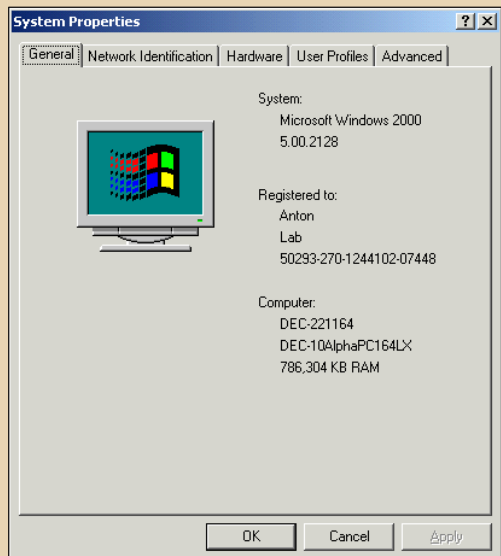 System Properties
General Network Identification Hardware User Profiles Advanced
System:
Microsoft Windows 2000
5.00.2128
Registered to:
Anton
Lab
50293-270-1244102-07448
Computer:
DEC-221164
DEC-10AlphaPC164LX
786,304 KB RAM
OK Cancel Apply